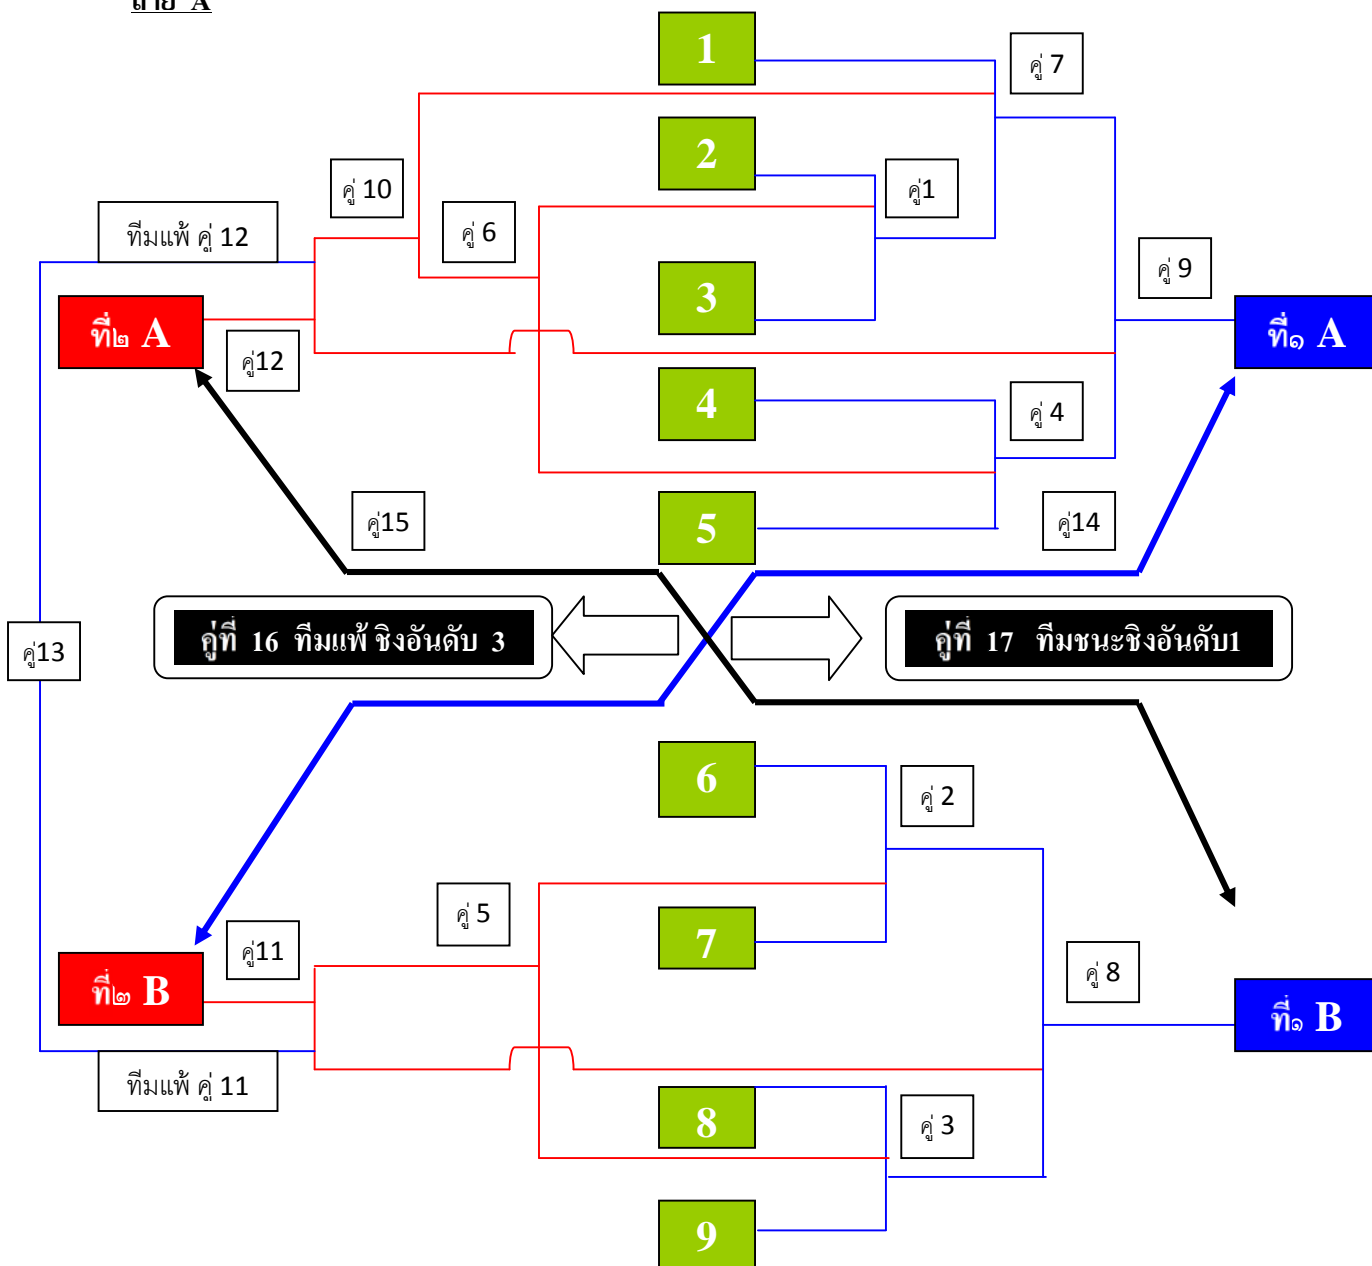 สาย A
1
คู่ 7
2
คู่1
คู่ 10
คู่ 6
ทีมแพ้ คู่ 12
3
คู่ 9
ที่๒ A
ที่๑ A
คู่12
4
คู่ 4
5
คู่15
คู่14
คู่ที่ 16 ทีมแพ้ ชิงอันดับ 3
คู่ที่ 17 ทีมชนะชิงอันดับ1
คู่13
6
คู่ 2
คู่ 5
7
คู่11
คู่ 8
ที่๒ B
ที่๑ B
ทีมแพ้ คู่ 11
8
คู่ 3
9